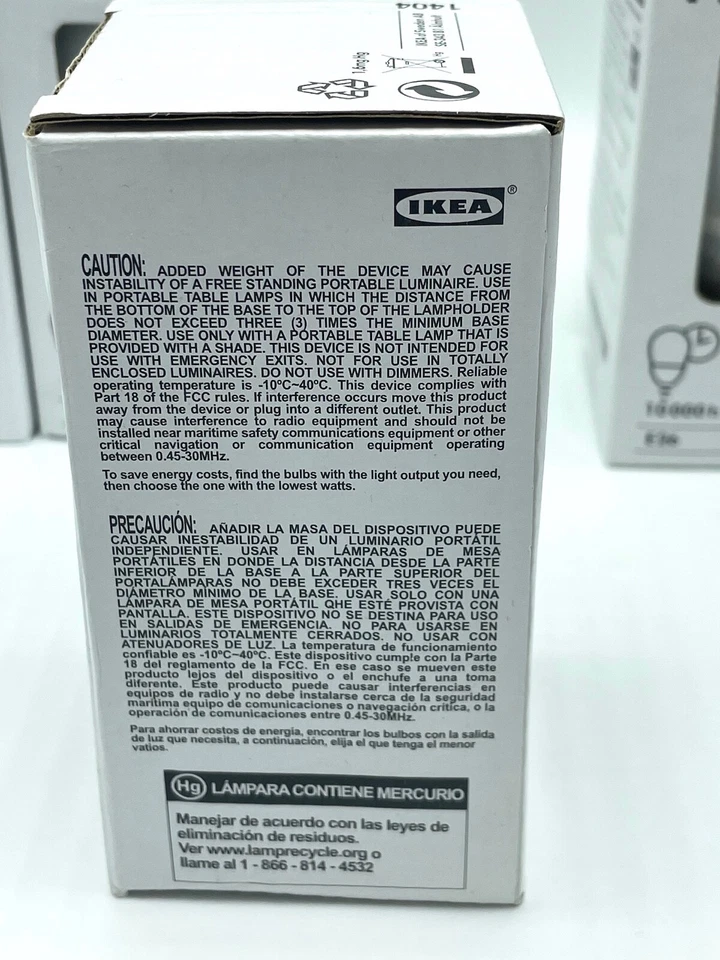 1404
IKEA of Sweden AB
SE-343 81 Älmhult
1.6mg Hg
Hg
IKEA®
CAUTION: ADDED WEIGHT OF THE DEVICE MAY CAUSE
INSTABILITY OF A FREE STANDING PORTABLE LUMINAIRE. USE
IN PORTABLE TABLE LAMPS IN WHICH THE DISTANCE FROM
THE BOTTOM OF THE BASE TO THE TOP OF THE LAMPHOLDER
DOES NOT EXCEED THREE (3) TIMES THE MINIMUM BASE
DIAMETER. USE ONLY WITH A PORTABLE TABLE LAMP THAT IS
PROVIDED WITH A SHADE. THIS DEVICE IS NOT INTENDED FOR
USE WITH EMERGENCY EXITS. NOT FOR USE IN TOTALLY
ENCLOSED LUMINAIRES. DO NOT USE WITH DIMMERS. Reliable
operating temperature is -10°C~40°C. This device complies with
Part 18 of the FCC rules. If interference occurs move this product
away from the device or plug into a different outlet. This product
may cause interference to radio equipment and should not be
installed near maritime safety communications equipment or other
critical navigation or communication equipment operating
between 0.45-30MHz.
To save energy costs, find the bulbs with the light output you need,
then choose the one with the lowest watts.
PRECAUCIÓN: AÑADIR LA MASA DEL DISPOSITIVO PUEDE
CAUSAR INESTABILIDAD DE UN LUMINARIO PORTÁTIL
INDEPENDIENTE. USAR EN LÁMPARAS DE MESA
PORTÁTILES EN DONDE LA DISTANCIA DESDE LA PARTE
INFERIOR DE LA BASE A LA PARTE SUPERIOR DEL
PORTALÁMPARAS NO DEBE EXCEDER TRES VECES EL
DIÁMETRO MÍNIMO DE LA BASE. USAR SOLO CON UNA
LÁMPARA DE MESA PORTÁTIL QHE ESTÉ PROVISTA CON
PANTALLA. ESTE DISPOSITIVO NO SE DESTINA PARA USO
EN SALIDAS DE EMERGENCIA. NO PARA USARSE EN
LUMINARIOS TOTALMENTE CERRADOS. NO USAR CON
ATENUADORES DE LUZ. La temperatura de funcionamiento
confiable es -10°C~40°C. Este dispositivo cumple con la Parte
18 del reglamento de la FCC. En ese caso se mueven este
producto lejos del dispositivo o el enchufe a una toma
diferente. Este producto puede causar interferencias en
equipos de radio y no debe instalarse cerca de la seguridad
marítima equipo de comunicaciones o navegación crítica, o la
operación de comunicaciones entre 0.45-30MHz.
Para ahorrar costos de energía, encontrar los bulbos con la salida
de luz que necesita, a continuación, elija el que tenga el menor
vatios.
Hg LÁMPARA CONTIENE MERCURIO
Manejar de acuerdo con las leyes de
eliminación de residuos.
Ver www.lamprecycle.org o
llame al 1 - 866 - 814 - 4532
10 000 h
E26